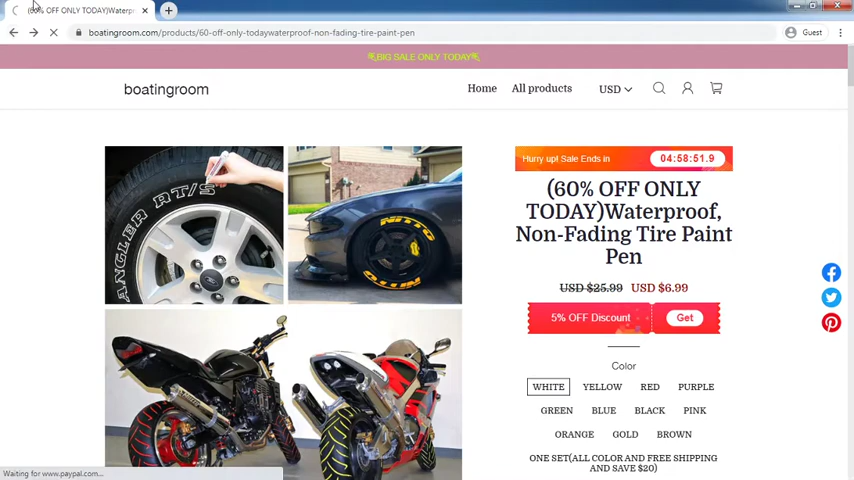 (60% OFF ONLY TODAY)Waterpr
boatingroom.com/products/60-off-only-todaywaterproof-non-fading-tire-paint-pen
Guest
BIG SALE ONLY TODAY
boatingroom
Home
All products
USD
Hurry up! Sale Ends in
04:58:51.9
(60% OFF ONLY
TODAY)Waterproof,
Non-Fading Tire Paint
Pen
USD $25.99 USD $6.99
5% OFF Discount
Get
Color
WHITE YELLOW RED PURPLE
GREEN BLUE BLACK PINK
ORANGE GOLD BROWN
ONE SET(ALL COLOR AND FREE SHIPPING
AND SAVE $20)
ANGLER RT/S
NITTO
NITTO
Waiting for www.paypal.com...